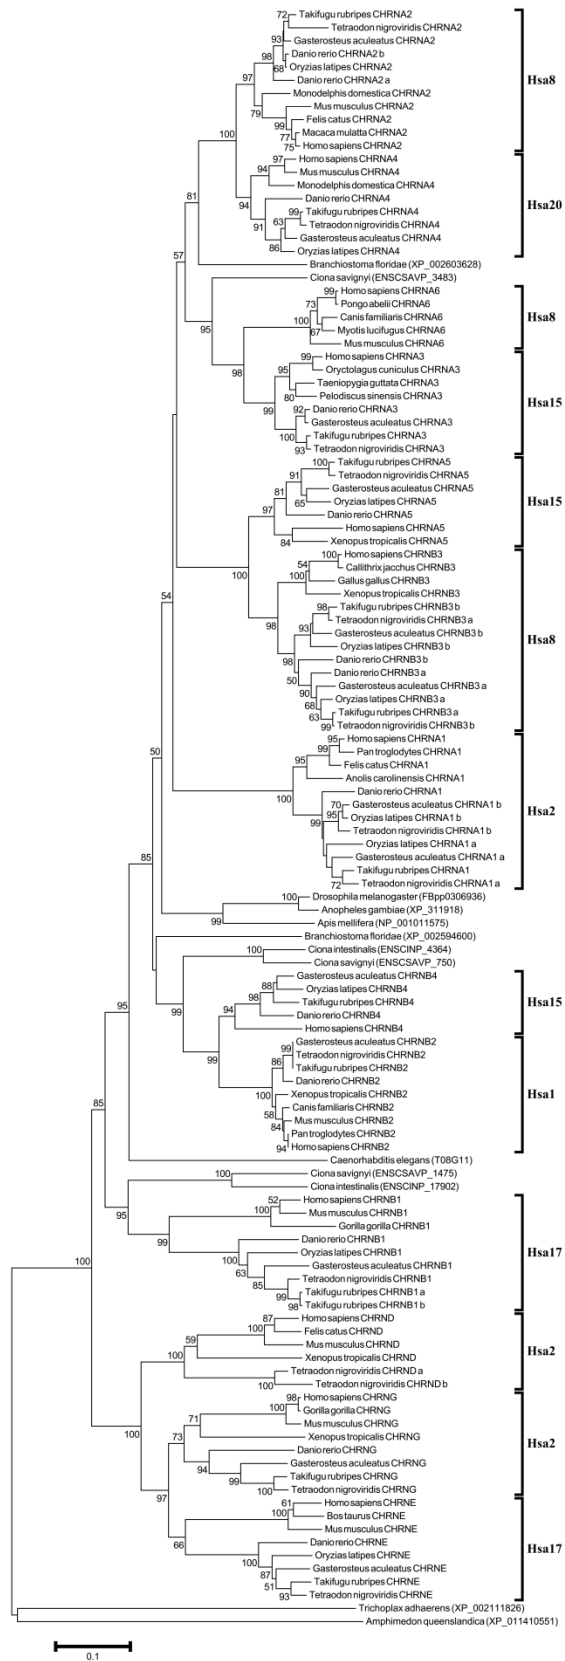 Takifugu rubripes CHRNA2
Tetraodon nigroviridis CHRNA2
Gasterosteus aculeatus CHRNA2
Danio rerio CHRNA2 b
Oryzias latipes CHRNA2
Danio rerio CHRNA2 a
Monodelphis domestica CHRNA2
Mus musculus CHRNA2
Felis catus CHRNA2
Macaca mulatta CHRNA2
Homo sapiens CHRNA2
72
93
98
68
97
79
99
77
75
100
Hsa8
Homo sapiens CHRNA4
Mus musculus CHRNA4
Monodelphis domestica CHRNA4
Danio rerio CHRNA4
Takifugu rubripes CHRNA4
Tetraodon nigroviridis CHRNA4
Gasterosteus aculeatus CHRNA4
Oryzias latipes CHRNA4
97
94
94
99
63
91
86
81
Hsa20
Branchiostoma floridae (XP_002603628)
Ciona savignyi (ENSCSAVP_3483)
57
95
Homo sapiens CHRNA6
Pongo abelii CHRNA6
Canis familiaris CHRNA6
Myotis lucifugus CHRNA6
Mus musculus CHRNA6
99
73
100
67
98
Hsa8
Homo sapiens CHRNA3
Oryctolagus cuniculus CHRNA3
Taeniopygia guttata CHRNA3
Pelodiscus sinensis CHRNA3
Danio rerio CHRNA3
Gasterosteus aculeatus CHRNA3
Takifugu rubripes CHRNA3
Tetraodon nigroviridis CHRNA3
99
95
80
99
92
100
93
Hsa15
Takifugu rubripes CHRNA5
Tetraodon nigroviridis CHRNA5
Gasterosteus aculeatus CHRNA5
Oryzias latipes CHRNA5
Danio rerio CHRNA5
Homo sapiens CHRNA5
Xenopus tropicalis CHRNA5
100
91
81
65
97
84
100
Hsa15
Homo sapiens CHRNB3
Callithrix jacchus CHRNB3
Gallus gallus CHRNB3
Xenopus tropicalis CHRNB3
Takifugu rubripes CHRNB3 b
Tetraodon nigroviridis CHRNB3 a
Gasterosteus aculeatus CHRNB3 b
Oryzias latipes CHRNB3 b
Danio rerio CHRNB3 b
Danio rerio CHRNB3 a
Gasterosteus aculeatus CHRNB3 a
Oryzias latipes CHRNB3 a
Takifugu rubripes CHRNB3 a
Tetraodon nigroviridis CHRNB3 b
100
54
100
98
98
93
98
50
90
68
63
99
54
Hsa8
Homo sapiens CHRNA1
Pan troglodytes CHRNA1
Felis catus CHRNA1
Anolis carolinensis CHRNA1
Danio rerio CHRNA1
Gasterosteus aculeatus CHRNA1 b
Oryzias latipes CHRNA1 b
Tetraodon nigroviridis CHRNA1 b
Oryzias latipes CHRNA1 a
Gasterosteus aculeatus CHRNA1 a
Takifugu rubripes CHRNA1
Tetraodon nigroviridis CHRNA1 a
95
99
95
100
70
95
99
72
50
85
Hsa2
Drosophila melanogaster (FBpp0306936)
Anopheles gambiae (XP_311918)
Apis mellifera (NP_001011575)
100
99
Branchiostoma floridae (XP_002594600)
Ciona intestinalis (ENSCINP_4364)
Ciona savignyi (ENSCSAVP_750)
100
99
Gasterosteus aculeatus CHRNB4
Oryzias latipes CHRNB4
Takifugu rubripes CHRNB4
Danio rerio CHRNB4
Homo sapiens CHRNB4
88
98
94
99
95
Hsa15
Gasterosteus aculeatus CHRNB2
Tetraodon nigroviridis CHRNB2
Takifugu rubripes CHRNB2
Danio rerio CHRNB2
Xenopus tropicalis CHRNB2
Canis familiaris CHRNB2
Mus musculus CHRNB2
Pan troglodytes CHRNB2
Homo sapiens CHRNB2
99
86
100
58
84
94
85
Hsa1
Caenorhabditis elegans (T08G11)
Ciona savignyi (ENSCSAVP_1475)
Ciona intestinalis (ENSCINP_17902)
100
95
Homo sapiens CHRNB1
Mus musculus CHRNB1
Gorilla gorilla CHRNB1
Danio rerio CHRNB1
Oryzias latipes CHRNB1
Gasterosteus aculeatus CHRNB1
Tetraodon nigroviridis CHRNB1
Takifugu rubripes CHRNB1 a
Takifugu rubripes CHRNB1 b
52
100
99
100
63
85
99
98
100
Hsa17
Homo sapiens CHRND
Felis catus CHRND
Mus musculus CHRND
Xenopus tropicalis CHRND
Tetraodon nigroviridis CHRND a
Tetraodon nigroviridis CHRND b
87
100
59
100
100
100
Hsa2
Homo sapiens CHRNG
Gorilla gorilla CHRNG
Mus musculus CHRNG
Xenopus tropicalis CHRNG
Danio rerio CHRNG
Gasterosteus aculeatus CHRNG
Takifugu rubripes CHRNG
Tetraodon nigroviridis CHRNG
98
100
71
73
94
99
100
97
Hsa2
Homo sapiens CHRNE
Bos taurus CHRNE
Mus musculus CHRNE
Danio rerio CHRNE
Oryzias latipes CHRNE
Gasterosteus aculeatus CHRNE
Takifugu rubripes CHRNE
Tetraodon nigroviridis CHRNE
61
100
66
100
87
51
93
Hsa17
Trichoplax adhaerens (XP_002111826)
Amphimedon queenslandica (XP_011410551)
0.1